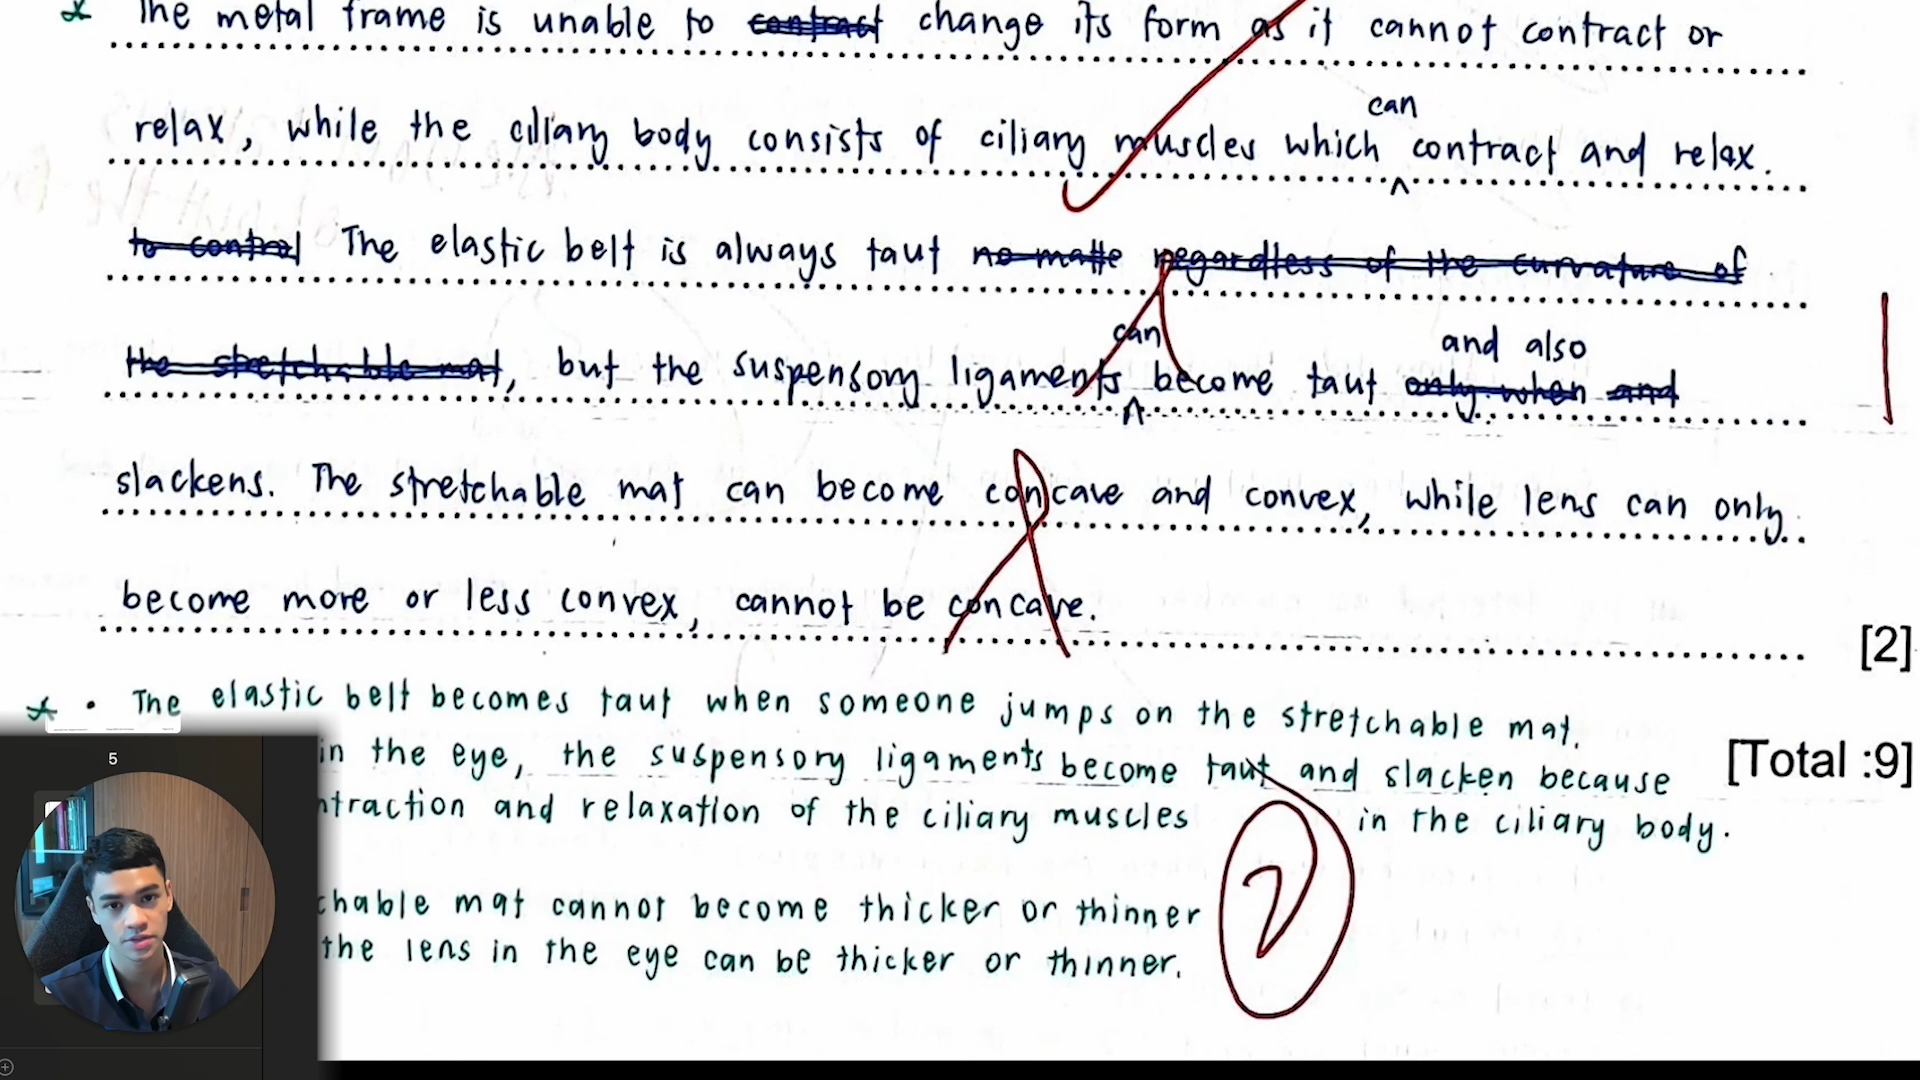 * The metal frame is unable to contract change its form as it cannot contract or
can
relax, while the cillary body consists of ciliary muscles which contract and relax.
^
to control The elastic belt is always taut no matte regardless of the curvature of
can and also
the stretchable mat, but the suspensory ligaments become taut only when and
^
slackens. The stretchable mat can become concave and convex, while lens can only
become more or less convex, cannot be concave.
[2]
* • The elastic belt becomes taut when someone jumps on the stretchable mat.
[Total :9]
in the eye, the suspensory ligaments become taut and slacken because
ntraction and relaxation of the ciliary muscles in the ciliary body.
chable mat cannot become thicker or thinner
the lens in the eye can be thicker or thinner.
1
2
5